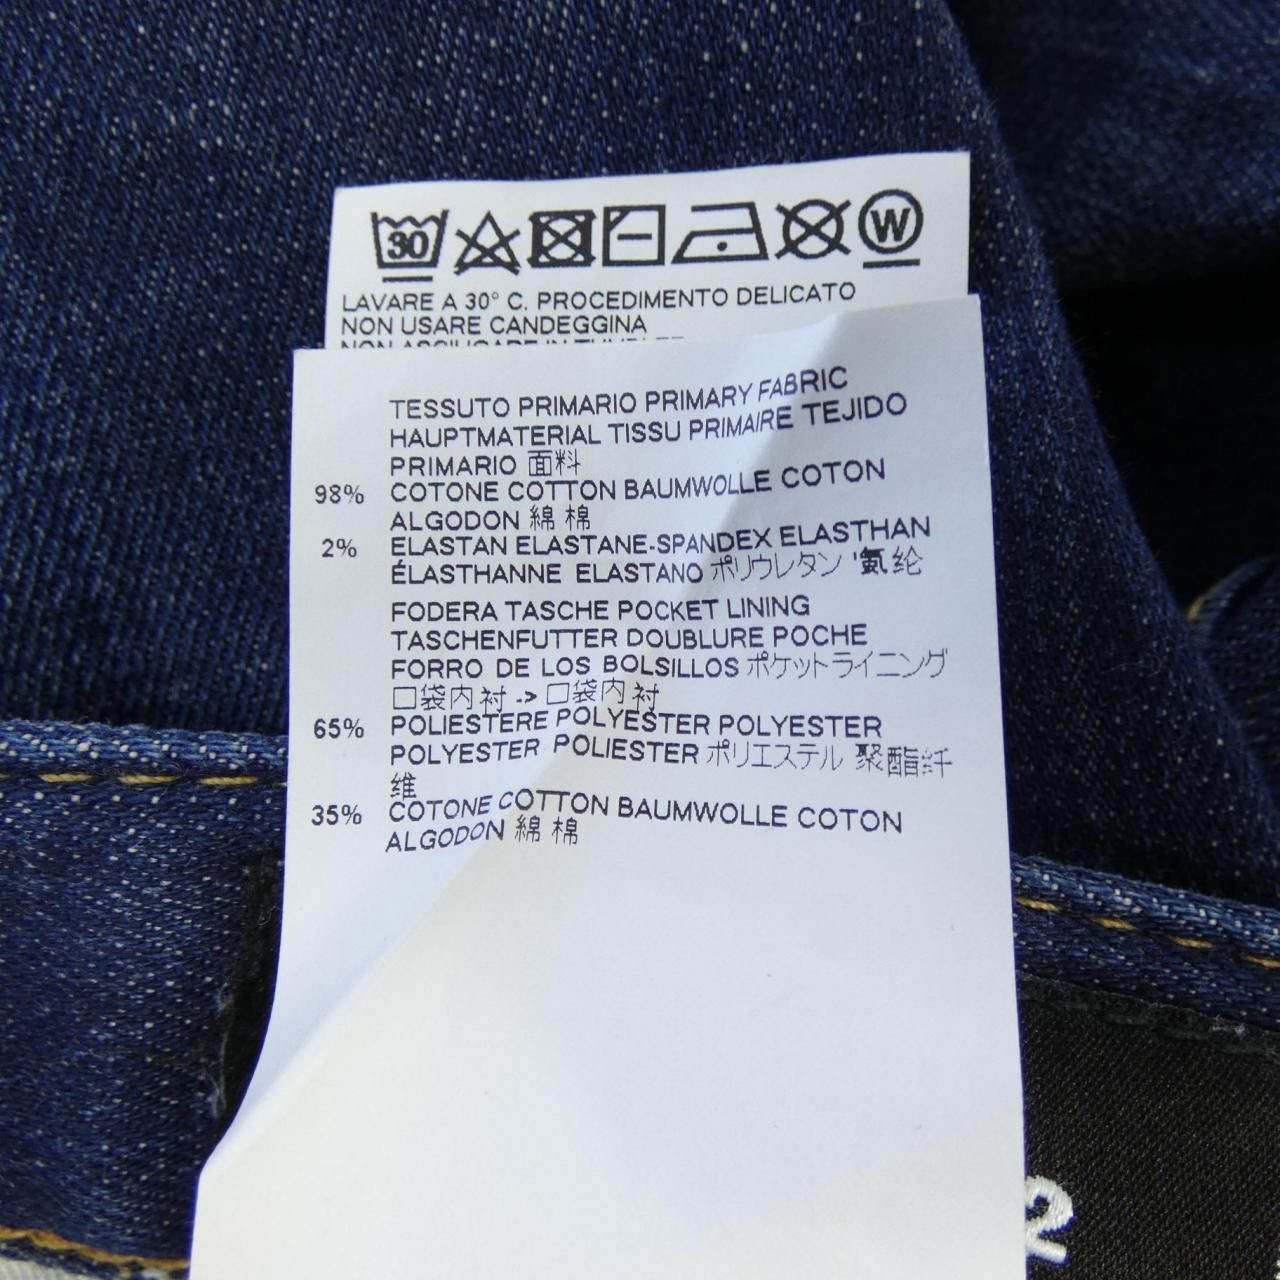 30 W
LAVARE A 30° C. PROCEDIMENTO DELICATO
NON USARE CANDEGGINA
NON ASCIUGARE IN
TESSUTO PRIMARIO PRIMARY FABRIC
HAUPTMATERIAL TISSU PRIMAIRE TEJIDO
PRIMARIO 面料
98% COTONE COTTON BAUMWOLLE COTON
ALGODON 綿 棉
2% ELASTAN ELASTANE-SPANDEX ELASTHAN
ÉLASTHANNE ELASTANO ポリウレタン '氨纶
FODERA TASCHE POCKET LINING
TASCHENFUTTER DOUBLURE POCHE
FORRO DE LOS BOLSILLOS ポケットライニング
口袋内衬 -> 口袋内衬
65% POLIESTERE POLYESTER POLYESTER
POLYESTER POLIESTER ポリエステル 聚酯纤
维
35% COTONE COTTON BAUMWOLLE COTON
ALGODON 綿 棉
2